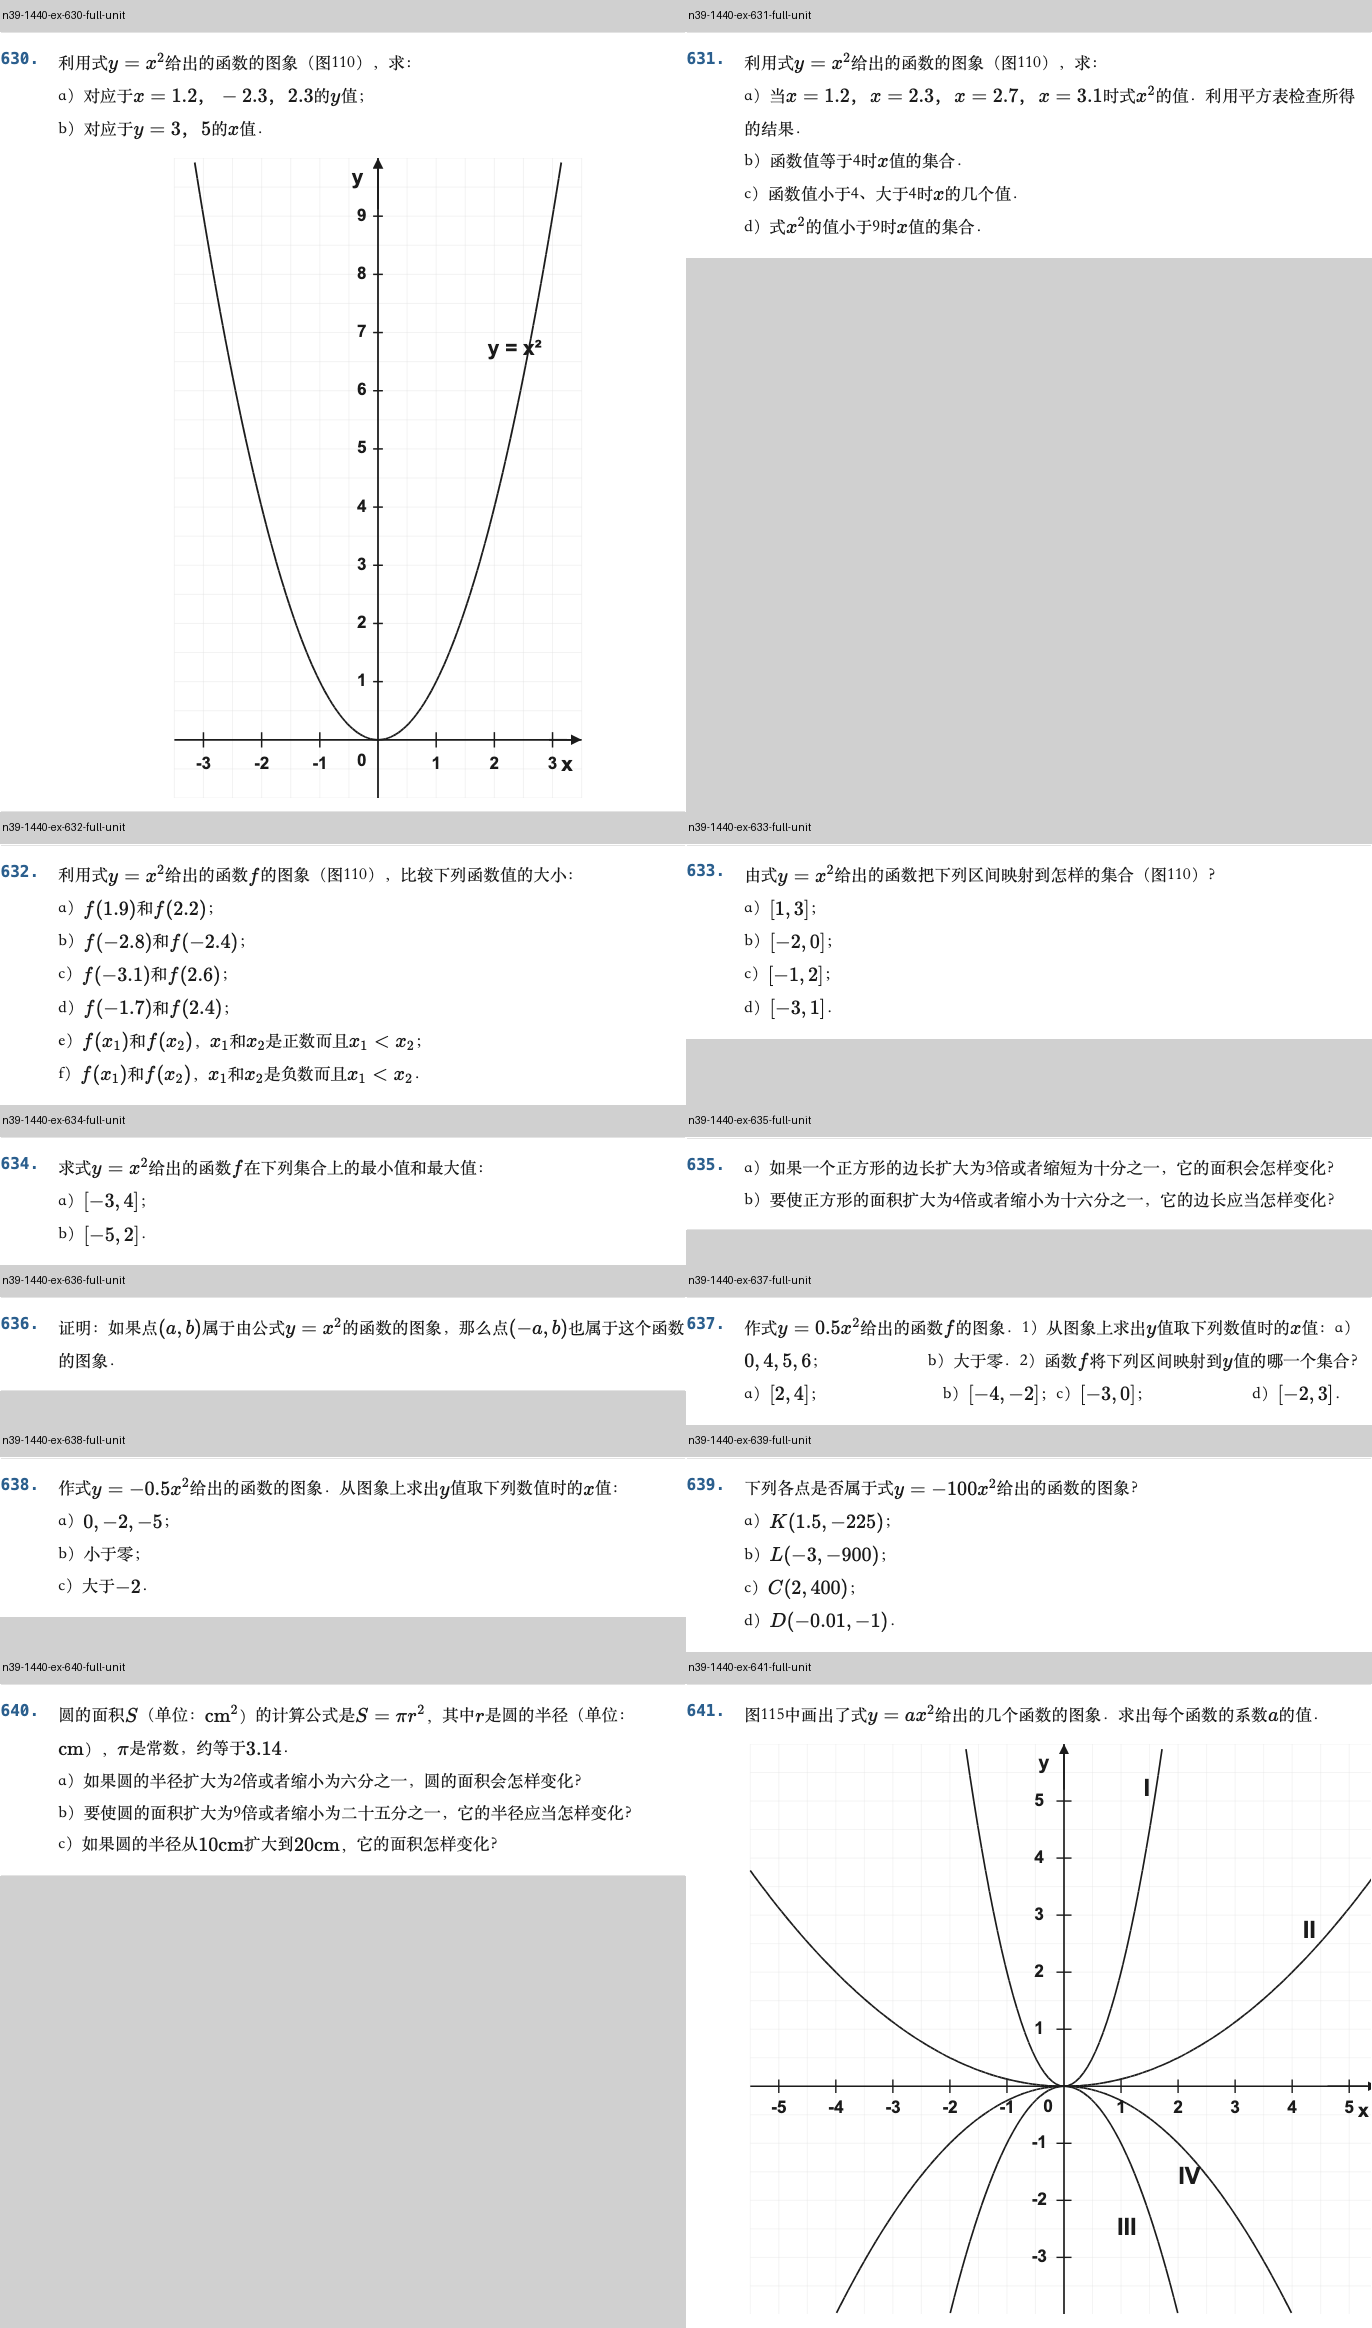 n39-1440-ex-630-full-unit
630. 利用式y = x²给出的函数的图象（图110），求：
a）对应于x = 1.2， −2.3，2.3的y值；
b）对应于y = 3，5的x值．
y
9
8
7
y = x²
6
5
4
3
2
1
-3 -2 -1 0 1 2 3 x
n39-1440-ex-631-full-unit
631. 利用式y = x²给出的函数的图象（图110），求：
a）当x = 1.2，x = 2.3，x = 2.7，x = 3.1时式x²的值．利用平方表检查所得
的结果．
b）函数值等于4时x值的集合．
c）函数值小于4、大于4时x的几个值．
d）式x²的值小于9时x值的集合．
n39-1440-ex-632-full-unit
632. 利用式y = x²给出的函数f的图象（图110），比较下列函数值的大小：
a）f(1.9)和f(2.2)；
b）f(−2.8)和f(−2.4)；
c）f(−3.1)和f(2.6)；
d）f(−1.7)和f(2.4)；
e）f(x₁)和f(x₂)，x₁和x₂是正数而且x₁ < x₂；
f）f(x₁)和f(x₂)，x₁和x₂是负数而且x₁ < x₂．
n39-1440-ex-633-full-unit
633. 由式y = x²给出的函数把下列区间映射到怎样的集合（图110）?
a）[1, 3]；
b）[−2, 0]；
c）[−1, 2]；
d）[−3, 1]．
n39-1440-ex-634-full-unit
634. 求式y = x²给出的函数f在下列集合上的最小值和最大值：
a）[−3, 4]；
b）[−5, 2]．
n39-1440-ex-635-full-unit
635. a）如果一个正方形的边长扩大为3倍或者缩短为十分之一，它的面积会怎样变化?
b）要使正方形的面积扩大为4倍或者缩小为十六分之一，它的边长应当怎样变化?
n39-1440-ex-636-full-unit
636. 证明：如果点(a, b)属于由公式y = x²的函数的图象，那么点(−a, b)也属于这个函数
的图象．
n39-1440-ex-637-full-unit
637. 作式y = 0.5x²给出的函数f的图象．1）从图象上求出y值取下列数值时的x值：a）
0, 4, 5, 6； b）大于零．2）函数f将下列区间映射到y值的哪一个集合?
a）[2, 4]； b）[−4, −2]；c）[−3, 0]； d）[−2, 3]．
n39-1440-ex-638-full-unit
638. 作式y = −0.5x²给出的函数的图象．从图象上求出y值取下列数值时的x值：
a）0, −2, −5；
b）小于零；
c）大于−2．
n39-1440-ex-639-full-unit
639. 下列各点是否属于式y = −100x²给出的函数的图象?
a）K(1.5, −225)；
b）L(−3, −900)；
c）C(2, 400)；
d）D(−0.01, −1)．
n39-1440-ex-640-full-unit
640. 圆的面积S（单位：cm²）的计算公式是S = πr²，其中r是圆的半径（单位：
cm），π是常数，约等于3.14．
a）如果圆的半径扩大为2倍或者缩小为六分之一，圆的面积会怎样变化?
b）要使圆的面积扩大为9倍或者缩小为二十五分之一，它的半径应当怎样变化?
c）如果圆的半径从10cm扩大到20cm，它的面积怎样变化?
n39-1440-ex-641-full-unit
641. 图115中画出了式y = ax²给出的几个函数的图象．求出每个函数的系数a的值．
y
I
5
4
3
II
2
1
-5 -4 -3 -2 -1 0 1 2 3 4 5 x
-1
IV
-2
III
-3